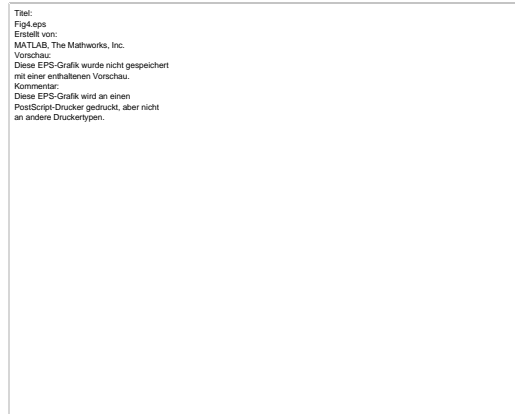 Titel:
Fig4.eps
Erstellt von:
MATLAB, The Mathworks, Inc.
Vorschau:
Diese EPS-Grafik wurde nicht gespeichert
mit einer enthaltenen Vorschau.
Kommentar:
Diese EPS-Grafik wird an einen
PostScript-Drucker gedruckt, aber nicht
an andere Druckertypen.